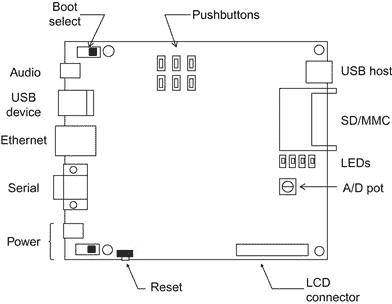 Boot
select
Pushbuttons
Audio
USB host
USB
device
SD/MMC
Ethernet
LEDs
Serial
A/D pot
Power
Reset
LCD
connector